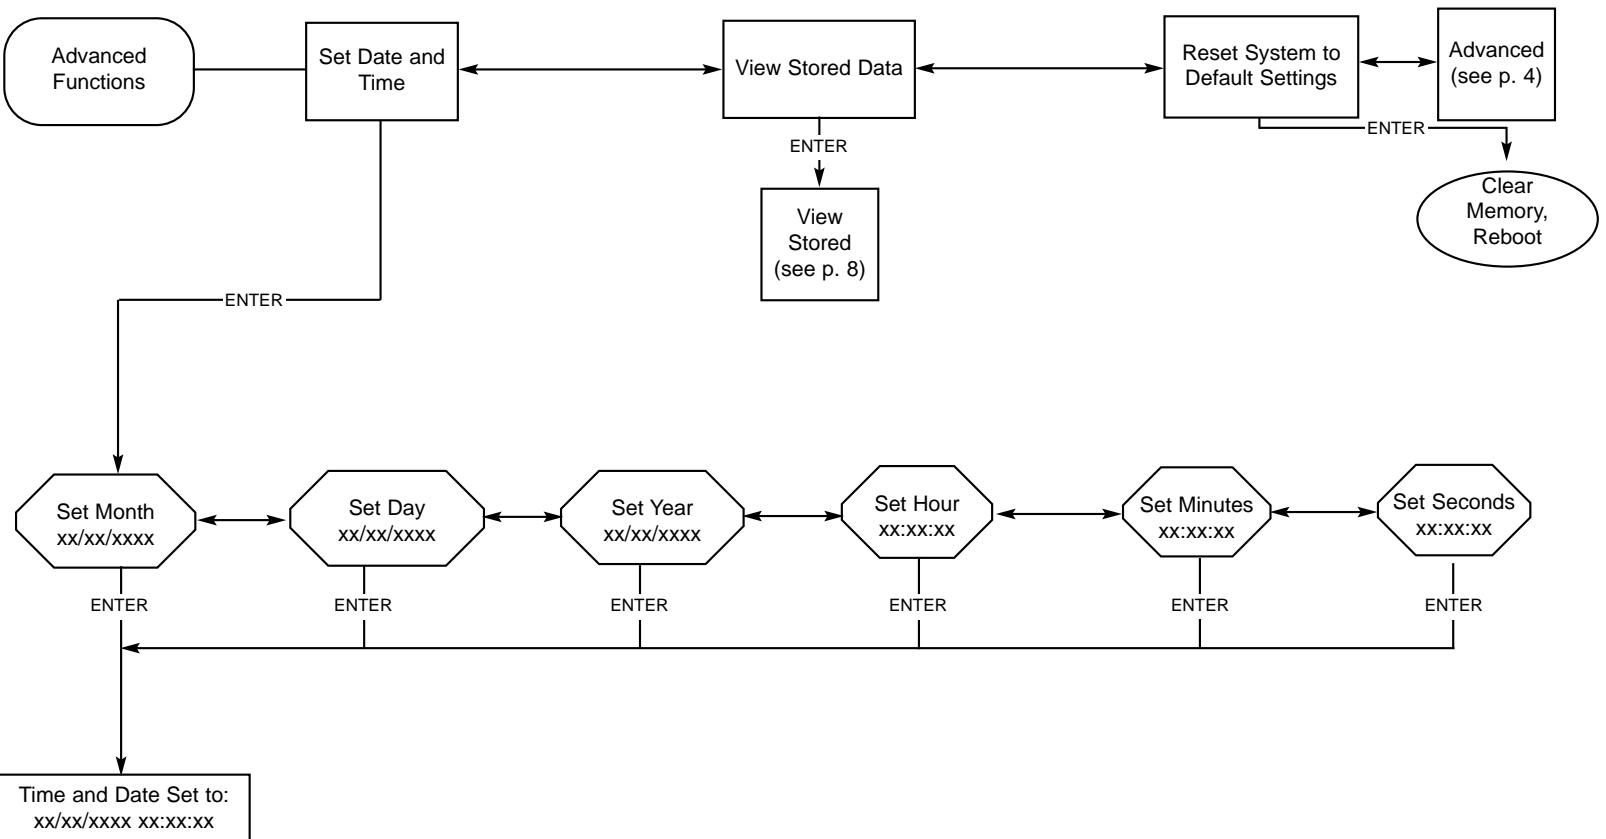 Advanced
Functions
Set Date and
Time
View Stored Data
Reset System to
Default Settings
Advanced
(see p. 4)
ENTER
ENTER
View
Stored
(see p. 8)
Clear
Memory,
Reboot
ENTER
Set Month
xx/xx/xxxx
Set Day
xx/xx/xxxx
Set Year
xx/xx/xxxx
Set Hour
xx:xx:xx
Set Minutes
xx:xx:xx
Set Seconds
xx:xx:xx
ENTER
ENTER
ENTER
ENTER
ENTER
ENTER
Time and Date Set to:
xx/xx/xxxx xx:xx:xx